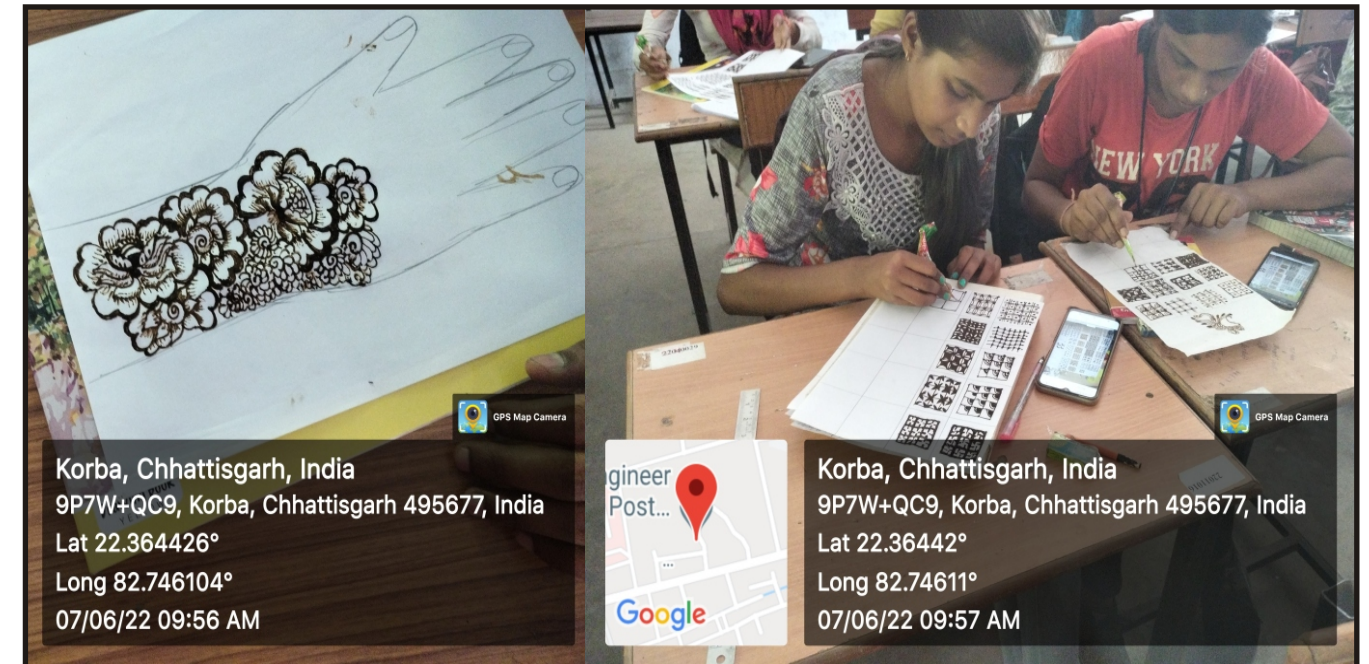 GPS Map Camera
Korba, Chhattisgarh, India
9P7W+QC9, Korba, Chhattisgarh 495677, India
Lat 22.364426°
Long 82.746104°
07/06/22 09:56 AM
NEW YORK
GPS Map Camera
gineer
Post...
Google
Korba, Chhattisgarh, India
9P7W+QC9, Korba, Chhattisgarh 495677, India
Lat 22.36442°
Long 82.74611°
07/06/22 09:57 AM